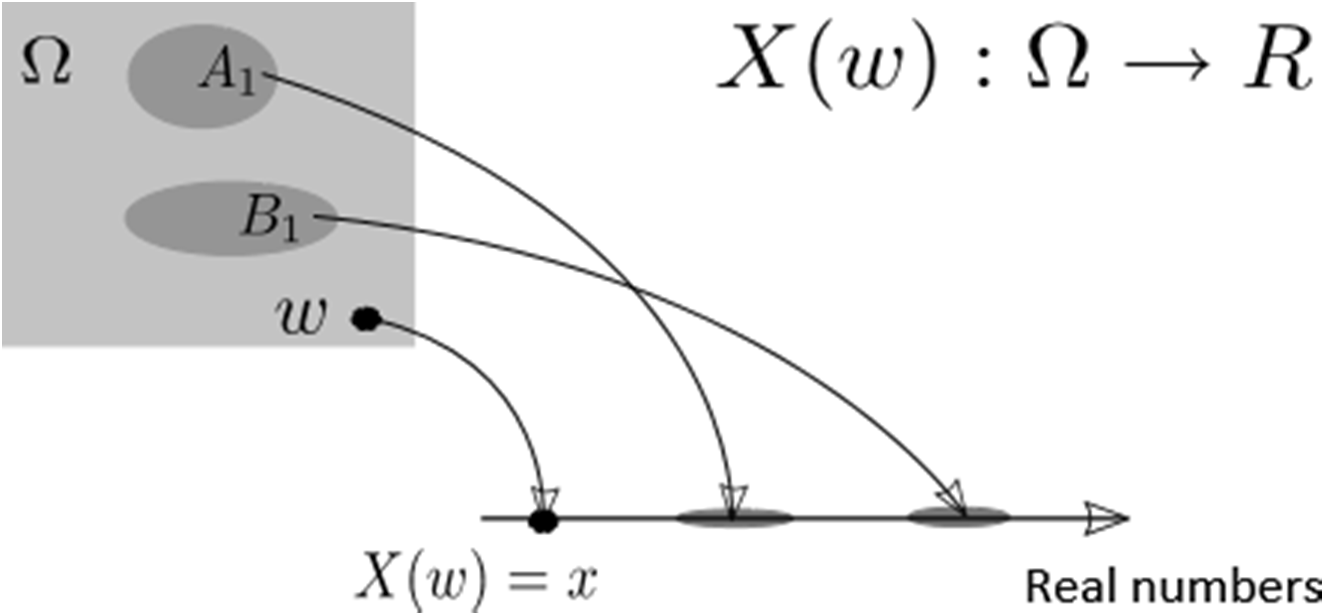 Ω
A₁
X(w) : Ω → R
B₁
w
X(w) = x
Real numbers